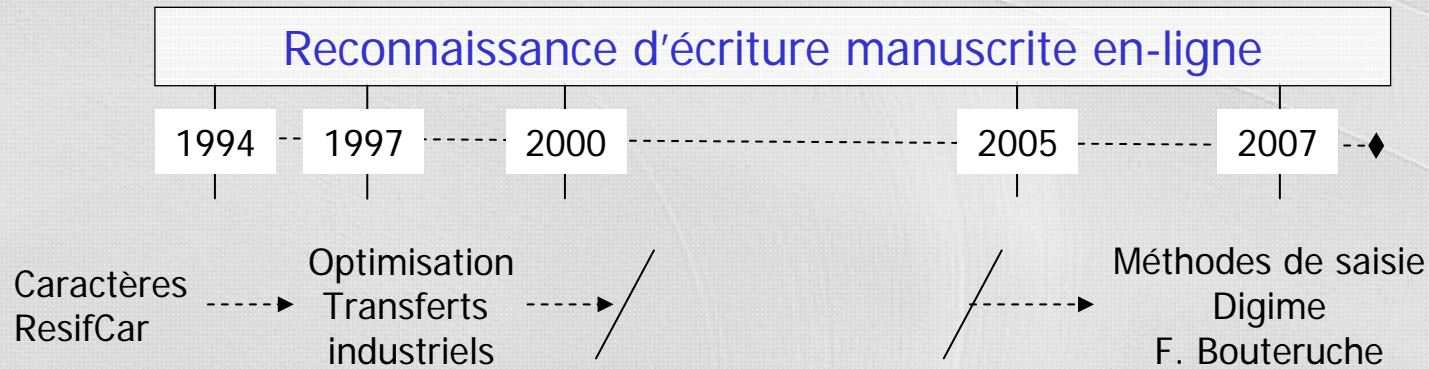 Reconnaissance d'écriture manuscrite en-ligne
1994 1997 2000 2005 2007
Caractères
ResifCar
Optimisation
Transferts
industriels
Méthodes de saisie
Digime
F. Bouteruche